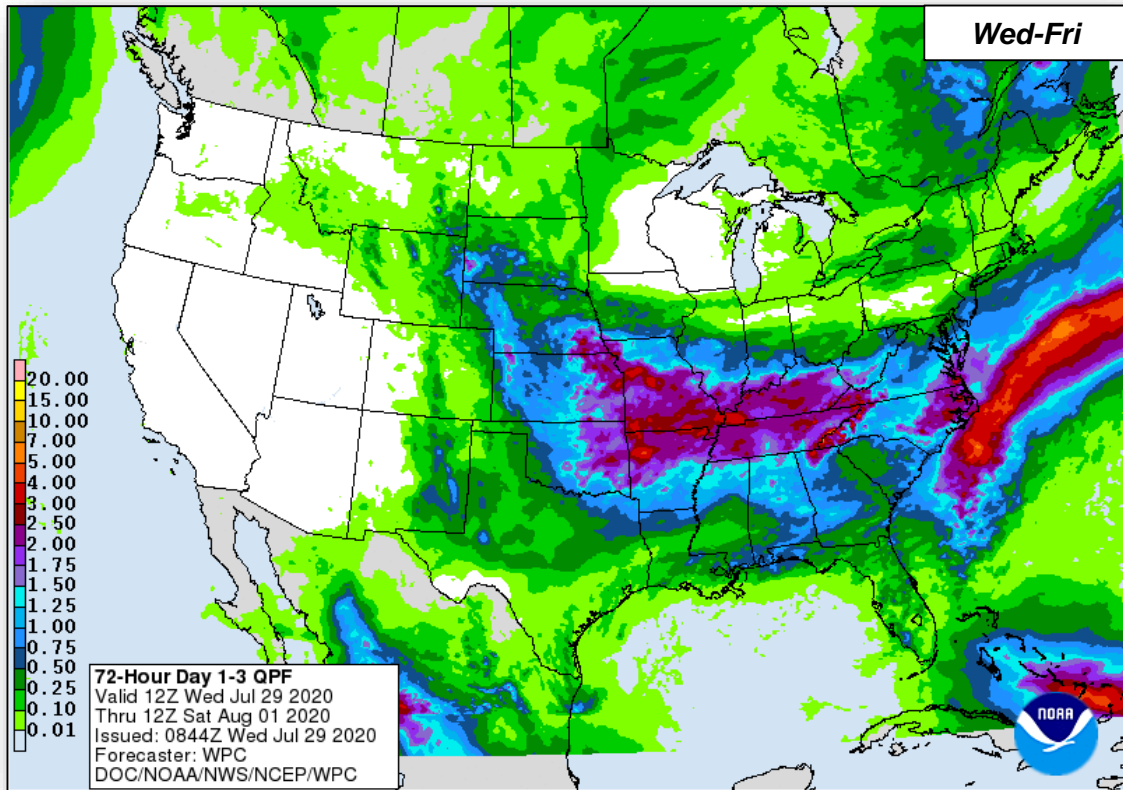 Wed-Fri
20.00
15.00
10.00
7.00
5.00
4.00
3.00
2.50
2.00
1.75
1.50
1.25
1.00
0.75
0.50
0.25
0.10
0.01
72-Hour Day 1-3 QPF
Valid 12Z Wed Jul 29 2020
Thru 12Z Sat Aug 01 2020
Issued: 0844Z Wed Jul 29 2020
Forecaster: WPC
DOC/NOAA/NWS/NCEP/WPC
NOAA